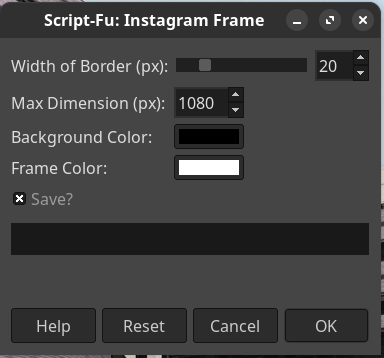 Script-Fu: Instagram Frame
Width of Border (px): 20
Max Dimension (px): 1080
Background Color:
Frame Color:
Save?
Help Reset Cancel OK